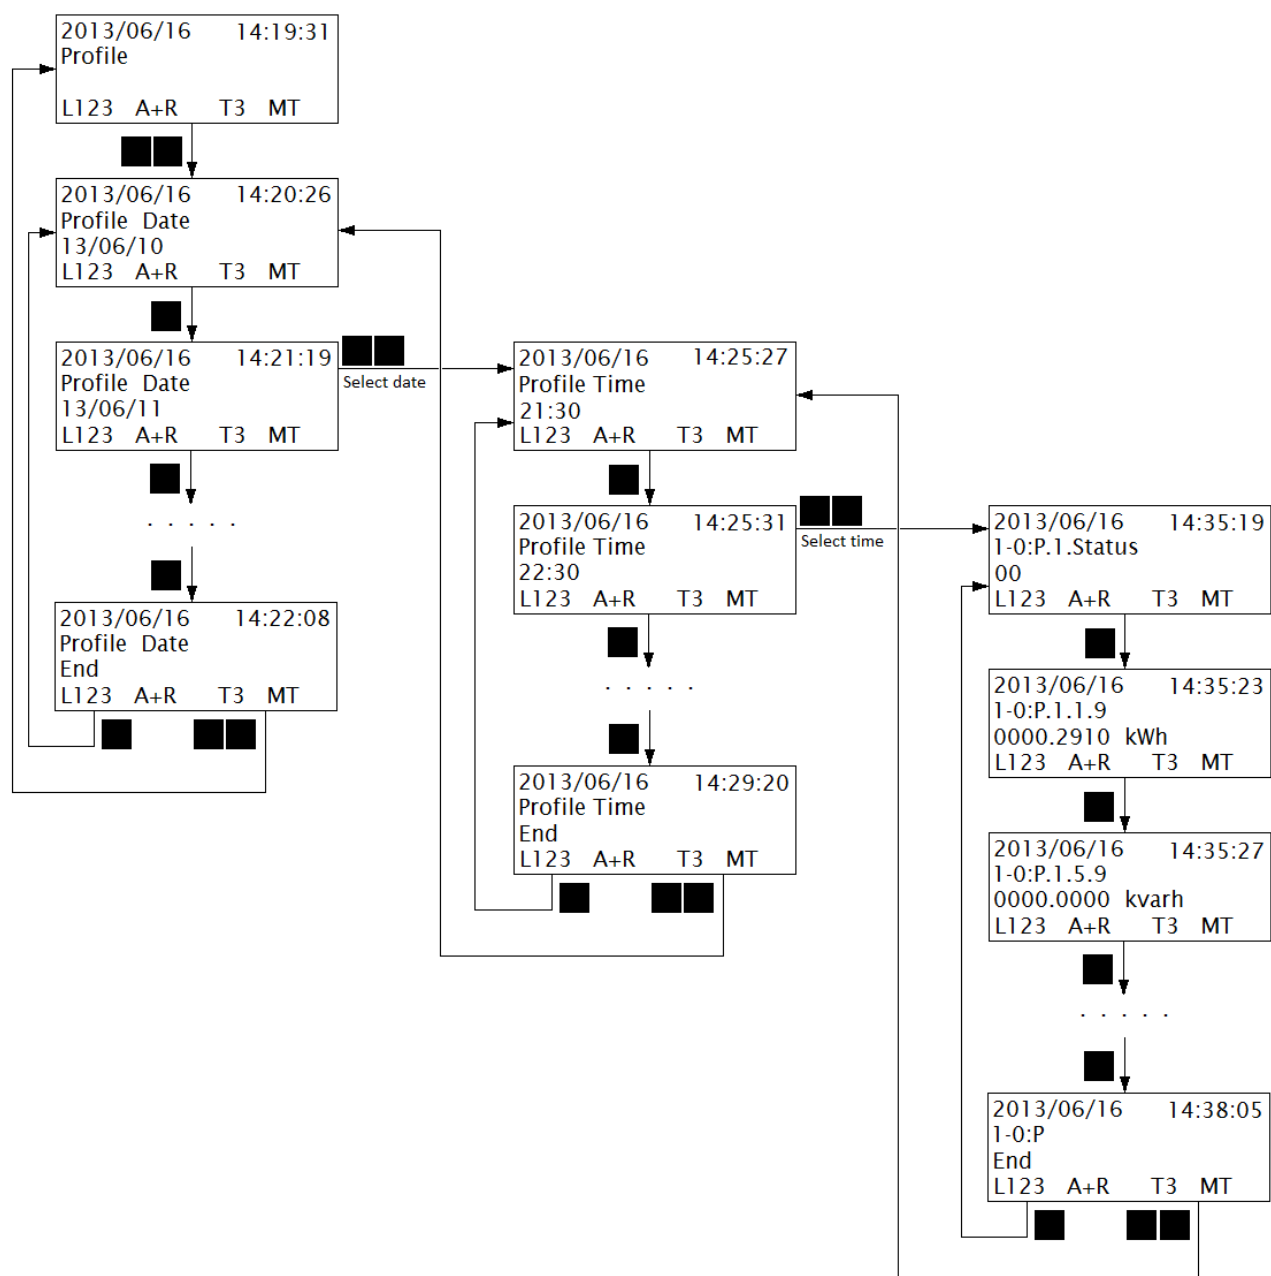 2013/06/16 14:19:31
Profile
L123 A+R T3 MT
2013/06/16 14:20:26
Profile Date
13/06/10
L123 A+R T3 MT
2013/06/16 14:21:19
Profile Date
13/06/11
L123 A+R T3 MT
. . . . .
2013/06/16 14:22:08
Profile Date
End
L123 A+R T3 MT
Select date
2013/06/16 14:25:27
Profile Time
21:30
L123 A+R T3 MT
2013/06/16 14:25:31
Profile Time
22:30
L123 A+R T3 MT
. . . . .
2013/06/16 14:29:20
Profile Time
End
L123 A+R T3 MT
Select time
2013/06/16 14:35:19
1-0:P.1.Status
00
L123 A+R T3 MT
2013/06/16 14:35:23
1-0:P.1.1.9
0000.2910 kWh
L123 A+R T3 MT
2013/06/16 14:35:27
1-0:P.1.5.9
0000.0000 kvarh
L123 A+R T3 MT
. . . . .
2013/06/16 14:38:05
1-0:P
End
L123 A+R T3 MT